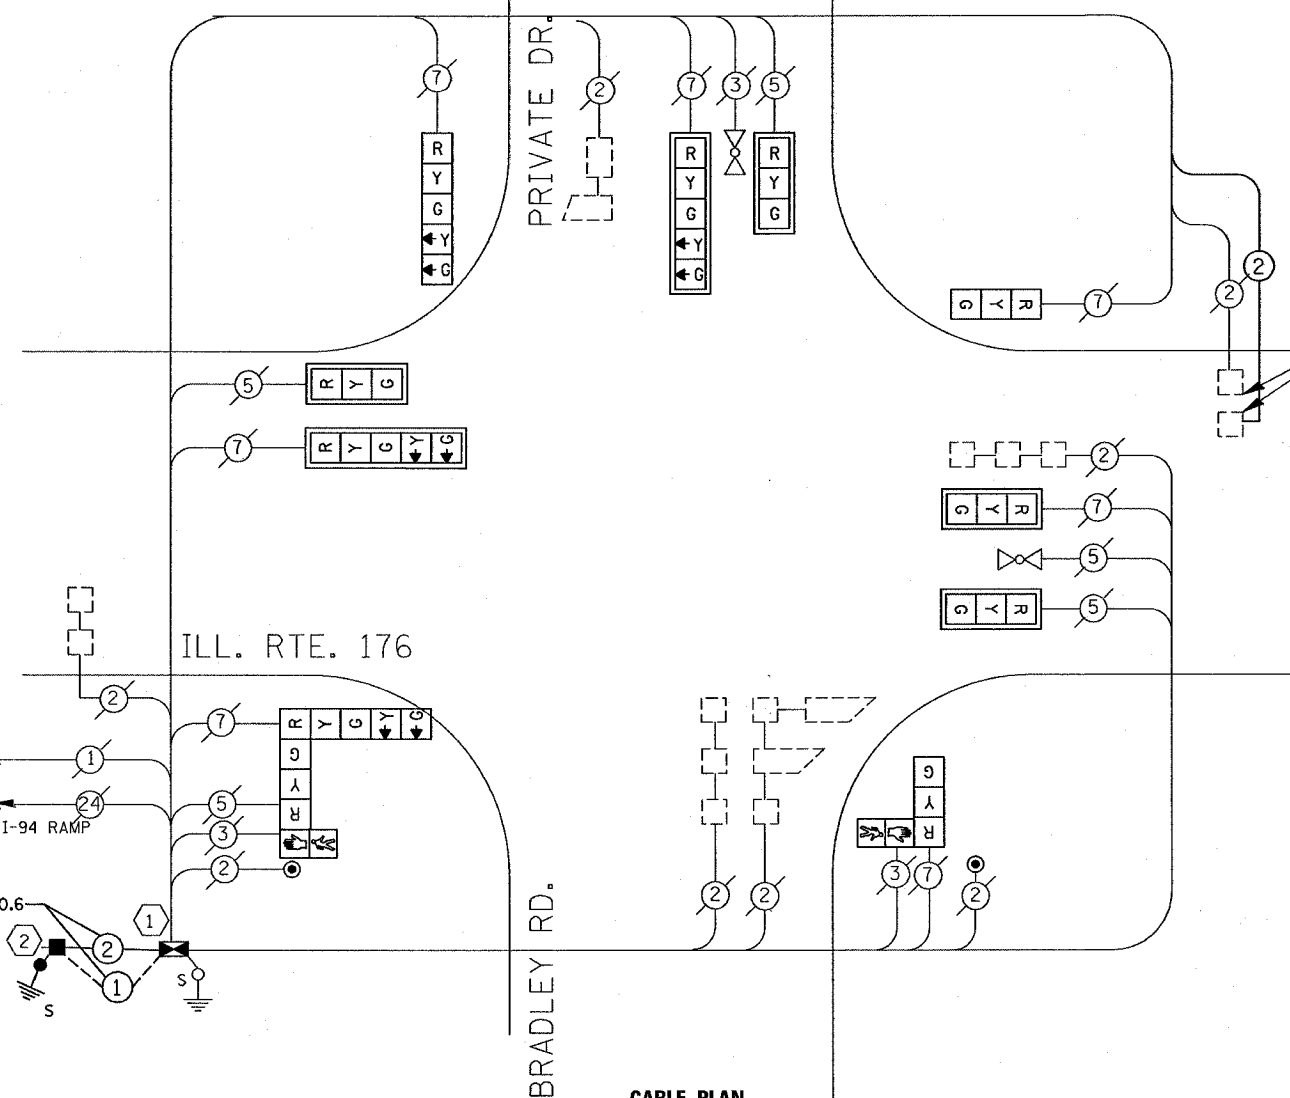 PRIVATE DR.
7
2
7
3
5
R
Y
G
Y
G
R
Y
G
Y
G
R
Y
G
2
2
R
Y
G
7
5
R Y G
7
R Y G Y G
2
G Y R
7
5
G Y R
5
ILL. RTE. 176
2
7
R Y G Y G
G
Y
R
1
24
I-94 RAMP
5
3
2
G
Y
R
3
7
2
2
2
0.6
2
1
2
1
S
S
BRADLEY RD.
CABLE PLAN